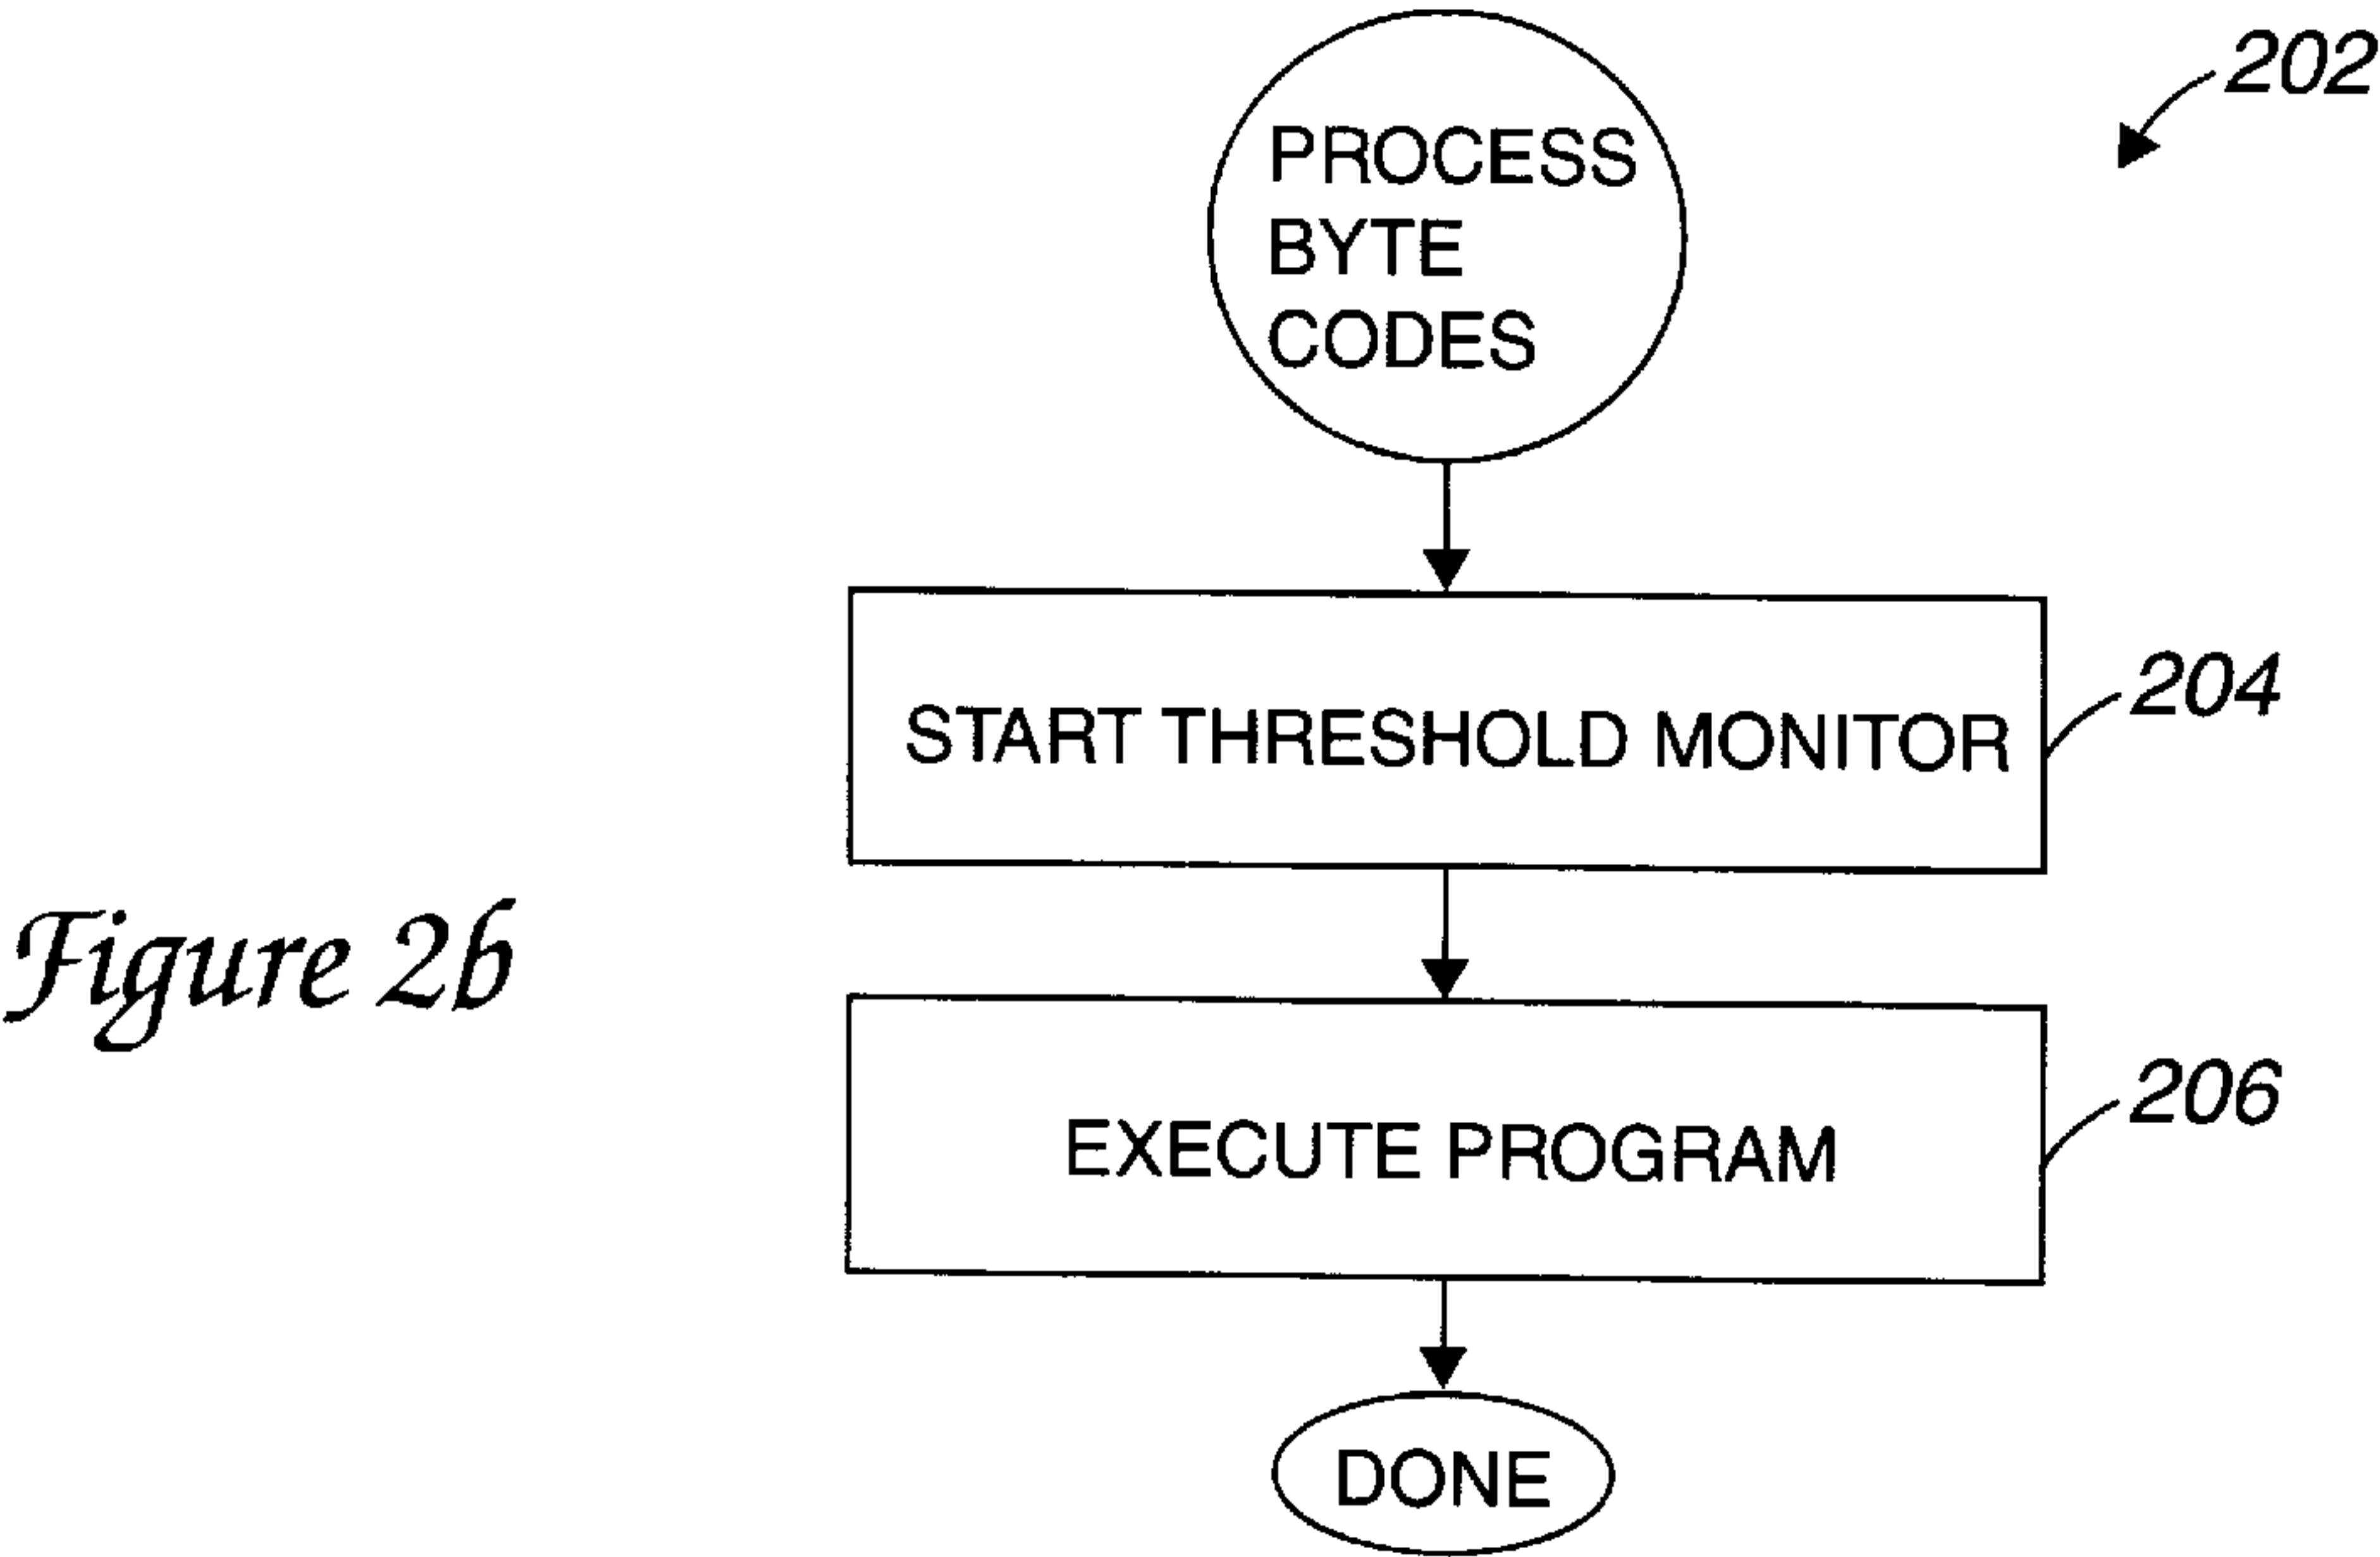 202
PROCESS
BYTE
CODES
START THRESHOLD MONITOR
204
Figure 2b
EXECUTE PROGRAM
206
DONE